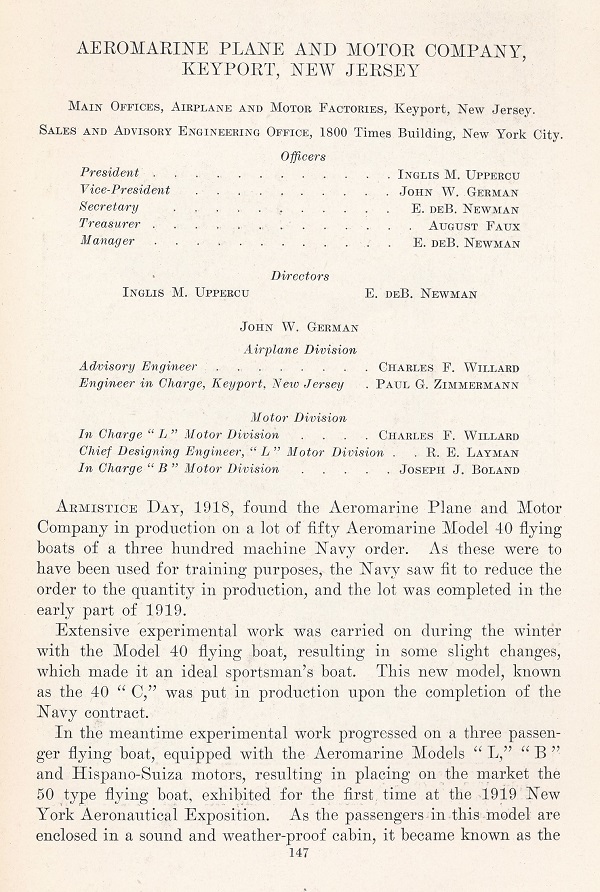 AEROMARINE PLANE AND MOTOR COMPANY,
KEYPORT, NEW JERSEY
Main Offices, Airplane and Motor Factories, Keyport, New Jersey.
Sales and Advisory Engineering Office, 1800 Times Building, New York City.
Officers
President . . . . . . . . . . Inglis M. Uppercu
Vice-President . . . . . . . . John W. German
Secretary . . . . . . . . . E. deB. Newman
Treasurer . . . . . . . . . . August Faux
Manager . . . . . . . . . . E. deB. Newman
Directors
Inglis M. Uppercu E. deB. Newman
John W. German
Airplane Division
Advisory Engineer . . . . . . . Charles F. Willard
Engineer in Charge, Keyport, New Jersey . Paul G. Zimmermann
Motor Division
In Charge "L" Motor Division . . . . Charles F. Willard
Chief Designing Engineer, "L" Motor Division . . R. E. Layman
In Charge "B" Motor Division . . . . . Joseph J. Boland
Armistice Day, 1918, found the Aeromarine Plane and Motor
Company in production on a lot of fifty Aeromarine Model 40 flying
boats of a three hundred machine Navy order. As these were to
have been used for training purposes, the Navy saw fit to reduce the
order to the quantity in production, and the lot was completed in the
early part of 1919.
Extensive experimental work was carried on during the winter
with the Model 40 flying boat, resulting in some slight changes,
which made it an ideal sportsman's boat. This new model, known
as the 40 "C," was put in production upon the completion of the
Navy contract.
In the meantime experimental work progressed on a three passen-
ger flying boat, equipped with the Aeromarine Models "L," "B"
and Hispano-Suiza motors, resulting in placing on the market the
50 type flying boat, exhibited for the first time at the 1919 New
York Aeronautical Exposition. As the passengers in this model are
enclosed in a sound and weather-proof cabin, it became known as the
147